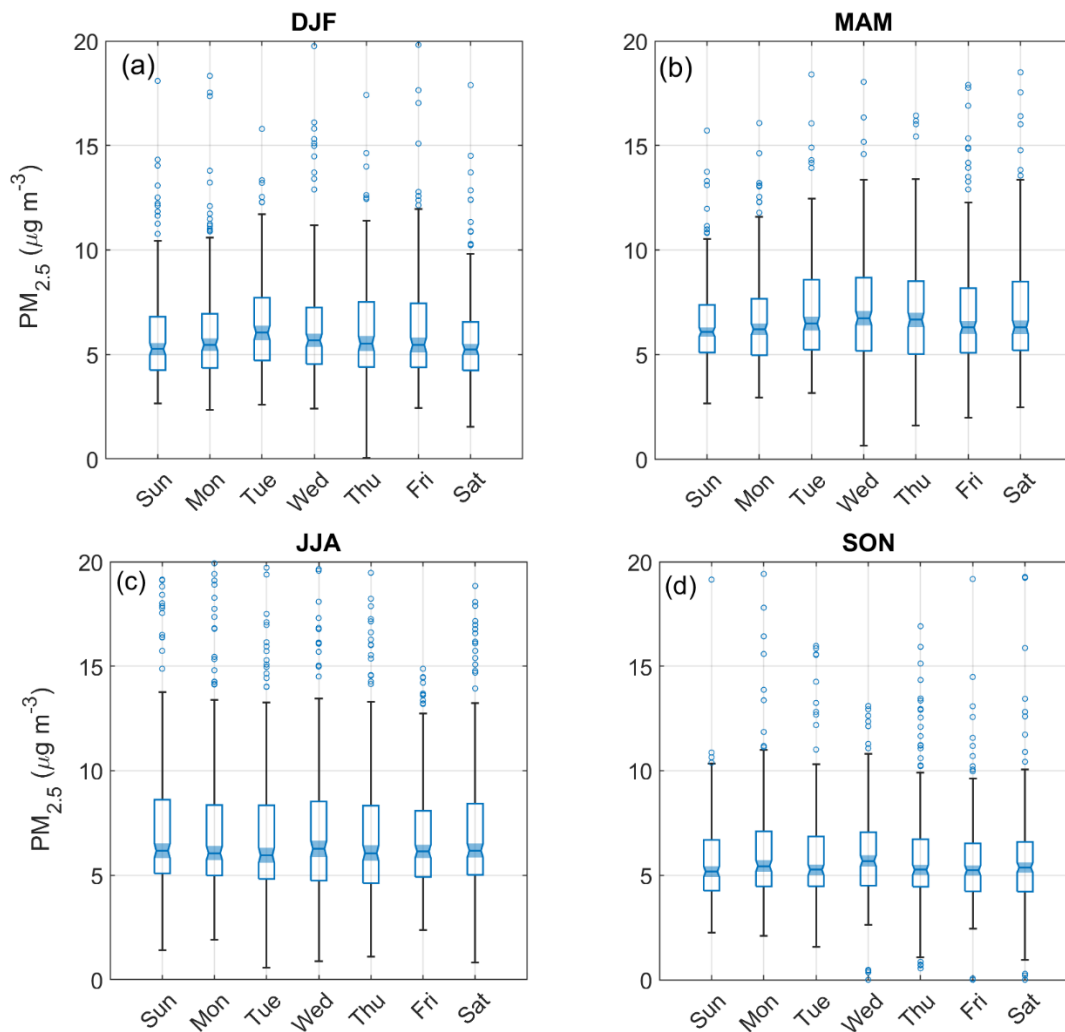 DJF
(a)
20
15
10
5
0
PM2.5 (μg m-3)
Sun Mon Tue Wed Thu Fri Sat
MAM
(b)
20
15
10
5
0
Sun Mon Tue Wed Thu Fri Sat
JJA
(c)
20
15
10
5
0
PM2.5 (μg m-3)
Sun Mon Tue Wed Thu Fri Sat
SON
(d)
20
15
10
5
0
Sun Mon Tue Wed Thu Fri Sat